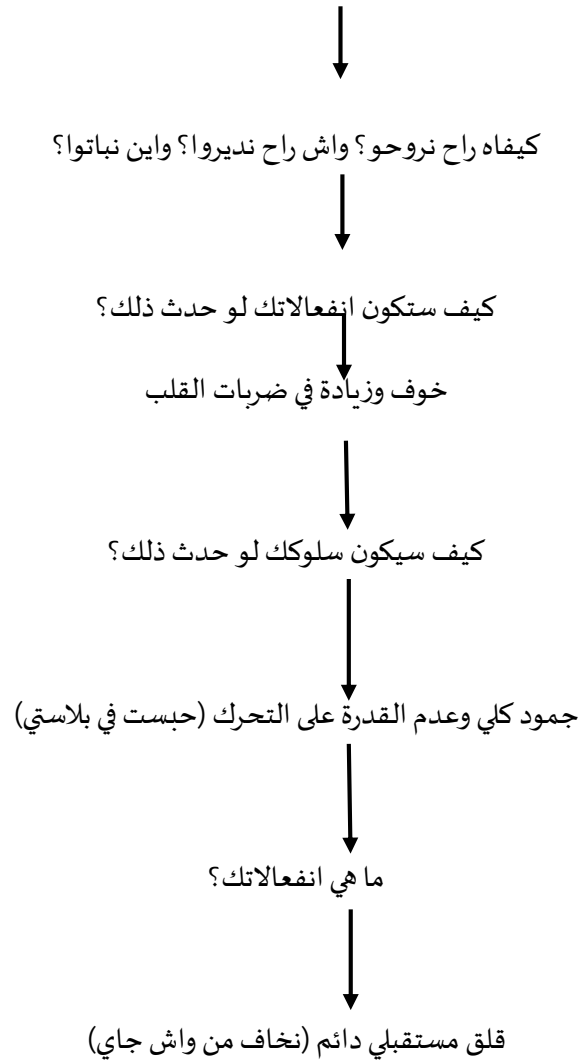 كيفاه راح نروحو؟ واش راح نديروا؟ واين نباتوا؟
كيف ستكون انفعالاتك لو حدث ذلك؟
خوف وزيادة في ضربات القلب
كيف سيكون سلوكك لو حدث ذلك؟
جمود كلي وعدم القدرة على التحرك (حبست في بلاستي)
ما هي انفعالاتك؟
قلق مستقبلي دائم (نخاف من واش جاي)